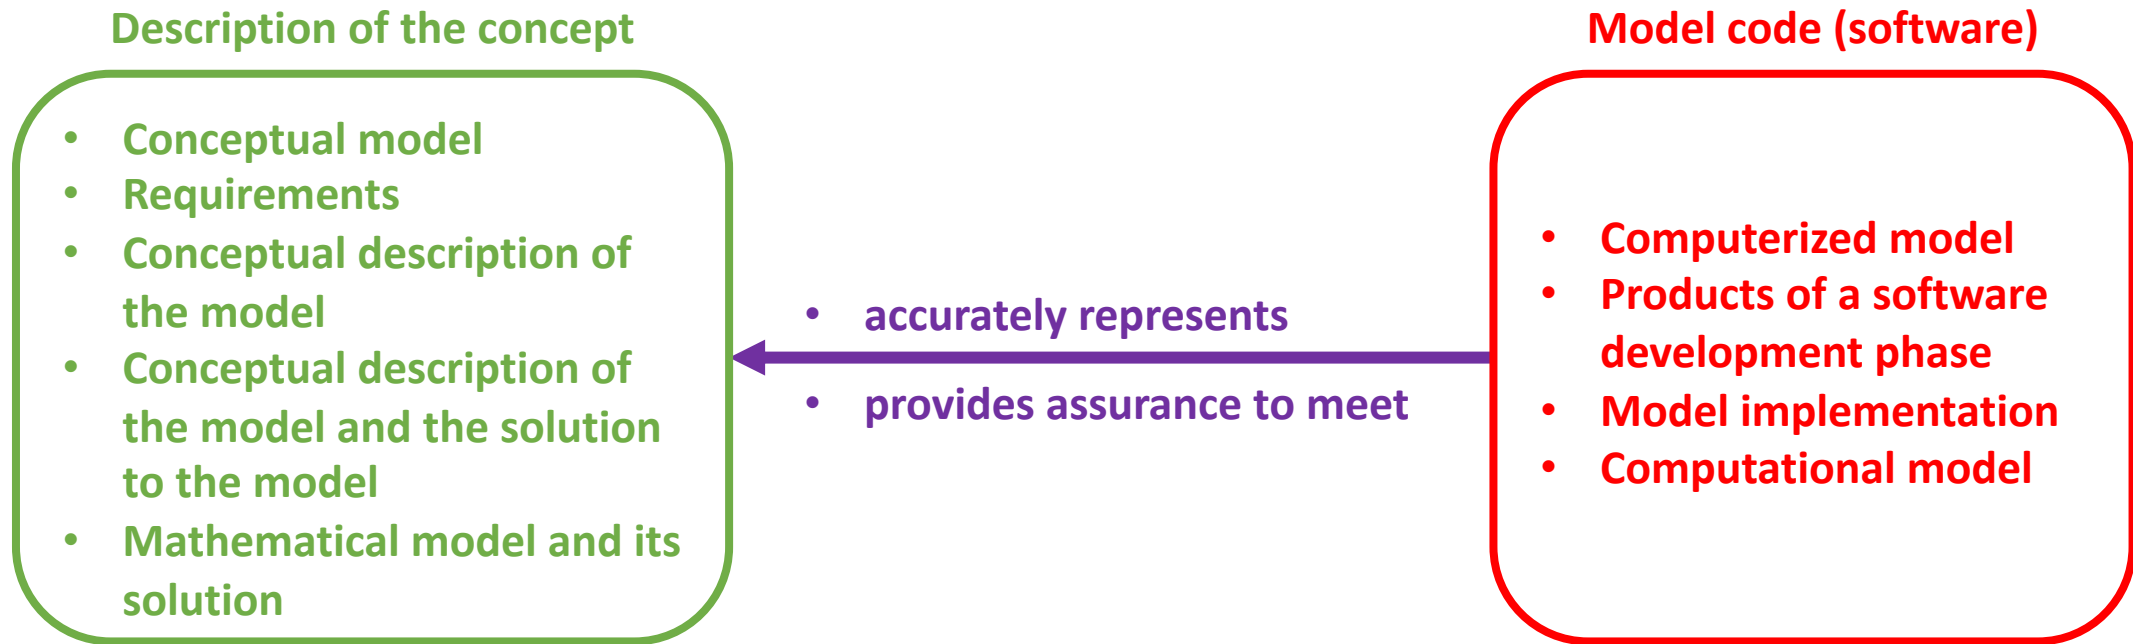 Description of the concept
• Conceptual model
• Requirements
• Conceptual description of
the model
• Conceptual description of
the model and the solution
to the model
• Mathematical model and its
solution
• accurately represents
• provides assurance to meet
Model code (software)
• Computerized model
• Products of a software
development phase
• Model implementation
• Computational model